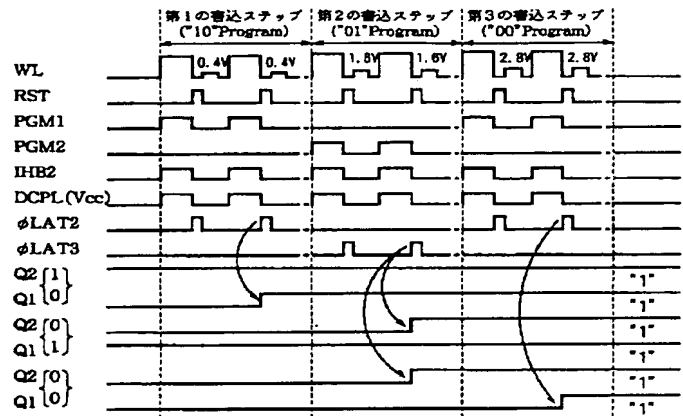 第1の書込ステップ 第2の書込ステップ 第3の書込ステップ
("10"Program) ("01"Program) ("00"Program)
WL 0.4V 0.4V 1.8V 1.6V 2.8V 2.8V
RST
PGM1
PGM2
IHB2
DCPL(Vcc)
φLAT2
φLAT3
Q2 {1} "1"
Q1 {0} "1"
Q2 {0} "1"
Q1 {1} "1"
Q2 {0} "1"
Q1 {0} "1"